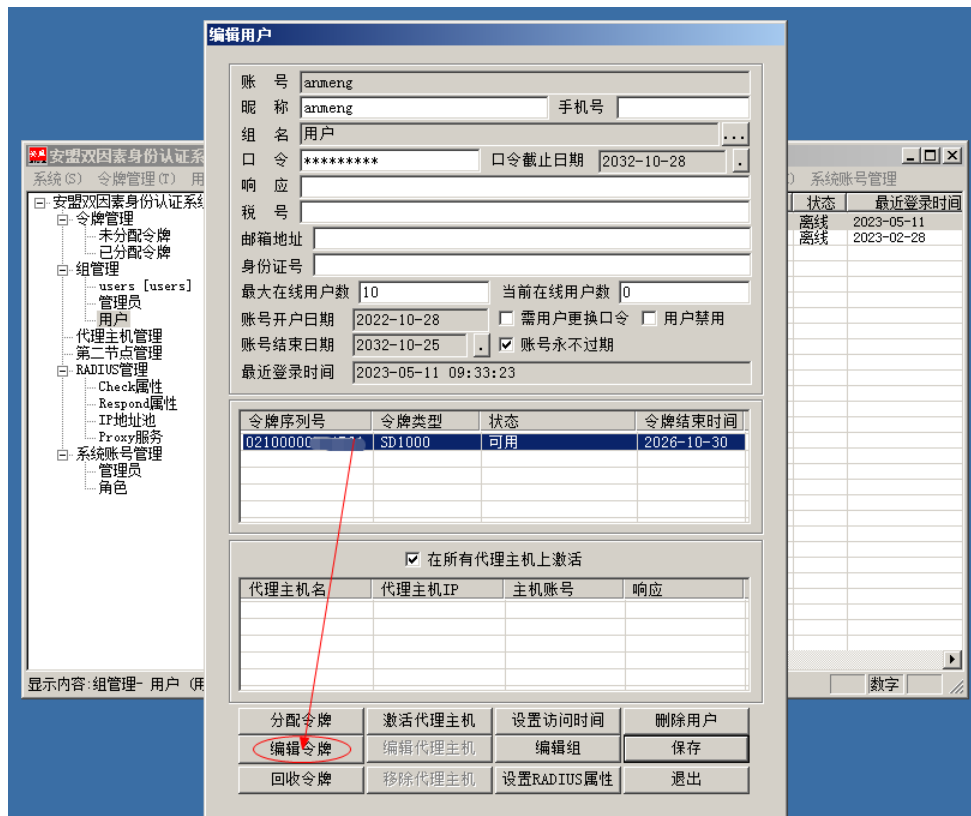 编辑用户
账 号 anmeng
昵 称 anmeng 手机号
组 名 用户 ...
口 令 ********* 口令截止日期 2032-10-28 .
响 应
税 号
邮箱地址
身份证号
最大在线用户数 10 当前在线用户数 0
账号开户日期 2022-10-28 需用户更换口令 用户禁用
账号结束日期 2032-10-25 . 账号永不过期
最近登录时间 2023-05-11 09:33:23
令牌序列号 令牌类型 状态 令牌结束时间
02100000 SD1000 可用 2026-10-30
在所有代理主机上激活
代理主机名 代理主机IP 主机账号 响应
分配令牌 激活代理主机 设置访问时间 删除用户
编辑令牌 编辑代理主机 编辑组 保存
回收令牌 移除代理主机 设置RADIUS属性 退出
安盟双因素身份认证系
系统(S) 令牌管理(T) 用
安盟双因素身份认证系统
令牌管理
未分配令牌
已分配令牌
组管理
users [users]
管理员
用户
代理主机管理
第二节点管理
RADIUS管理
Check属性
Respond属性
IP地址池
Proxy服务
系统账号管理
管理员
角色
显示内容:组管理- 用户 (用
) 系统账号管理
状态 最近登录时间
离线 2023-05-11
离线 2023-02-28
数字